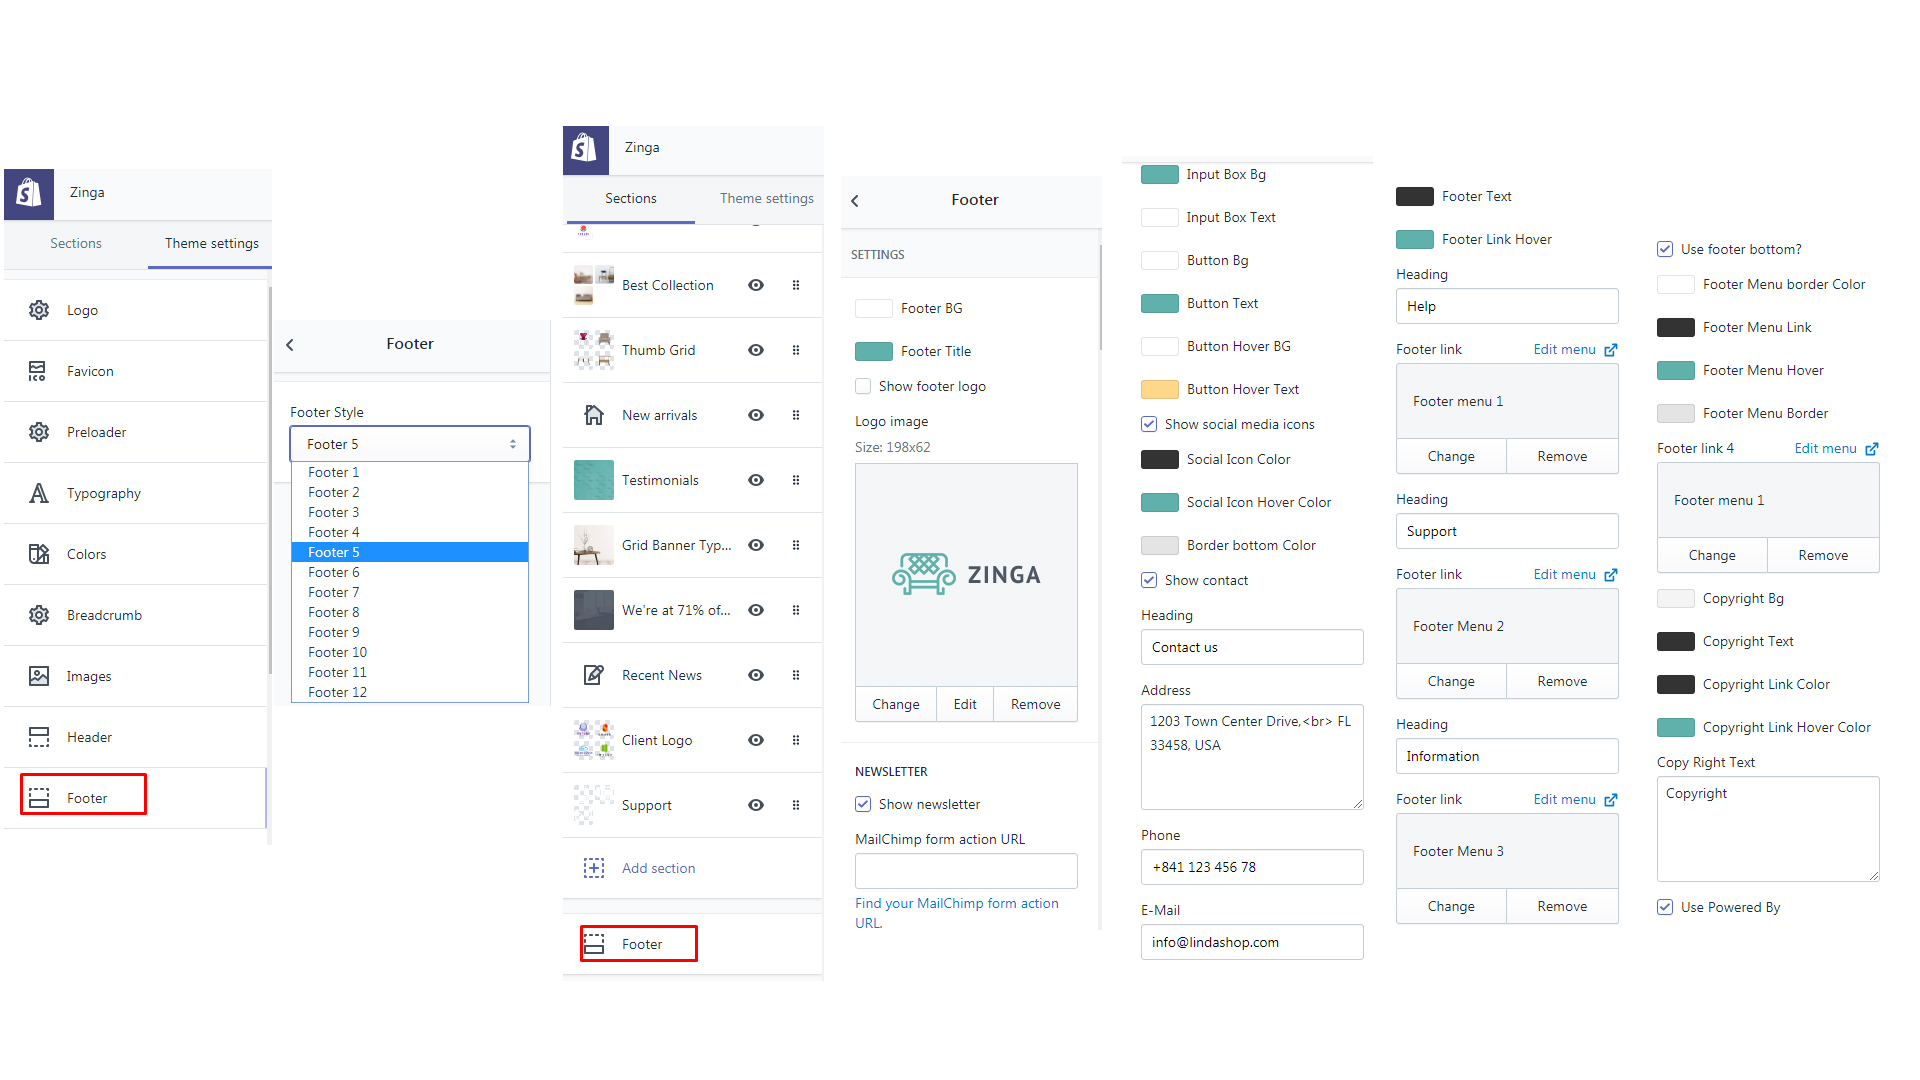 Zinga
Sections
Theme settings
Logo
Favicon
Preloader
Typography
Colors
Breadcrumb
Images
Header
Footer
Footer
Footer Style
Footer 5
Footer 1
Footer 2
Footer 3
Footer 4
Footer 5
Footer 6
Footer 7
Footer 8
Footer 9
Footer 10
Footer 11
Footer 12
Zinga
Sections
Theme settings
Best Collection
Thumb Grid
New arrivals
Testimonials
Grid Banner Typ...
We're at 71% of...
Recent News
Client Logo
Support
Add section
Footer
Footer
SETTINGS
Footer BG
Footer Title
Show footer logo
Logo image
Size: 198x62
ZINGA
Change
Edit
Remove
NEWSLETTER
Show newsletter
MailChimp form action URL
Find your MailChimp form action
URL.
Input Box Bg
Input Box Text
Button Bg
Button Text
Button Hover BG
Button Hover Text
Show social media icons
Social Icon Color
Social Icon Hover Color
Border bottom Color
Show contact
Heading
Contact us
Address
1203 Town Center Drive,<br> FL
33458, USA
Phone
+841 123 456 78
E-Mail
info@lindashop.com
Footer Text
Footer Link Hover
Heading
Help
Footer link
Edit menu
Footer menu 1
Change
Remove
Heading
Support
Footer link
Edit menu
Footer Menu 2
Change
Remove
Heading
Information
Footer link
Edit menu
Footer Menu 3
Change
Remove
Use footer bottom?
Footer Menu border Color
Footer Menu Link
Footer Menu Hover
Footer Menu Border
Footer link 4
Edit menu
Footer menu 1
Change
Remove
Copyright Bg
Copyright Text
Copyright Link Color
Copyright Link Hover Color
Copy Right Text
Copyright
Use Powered By